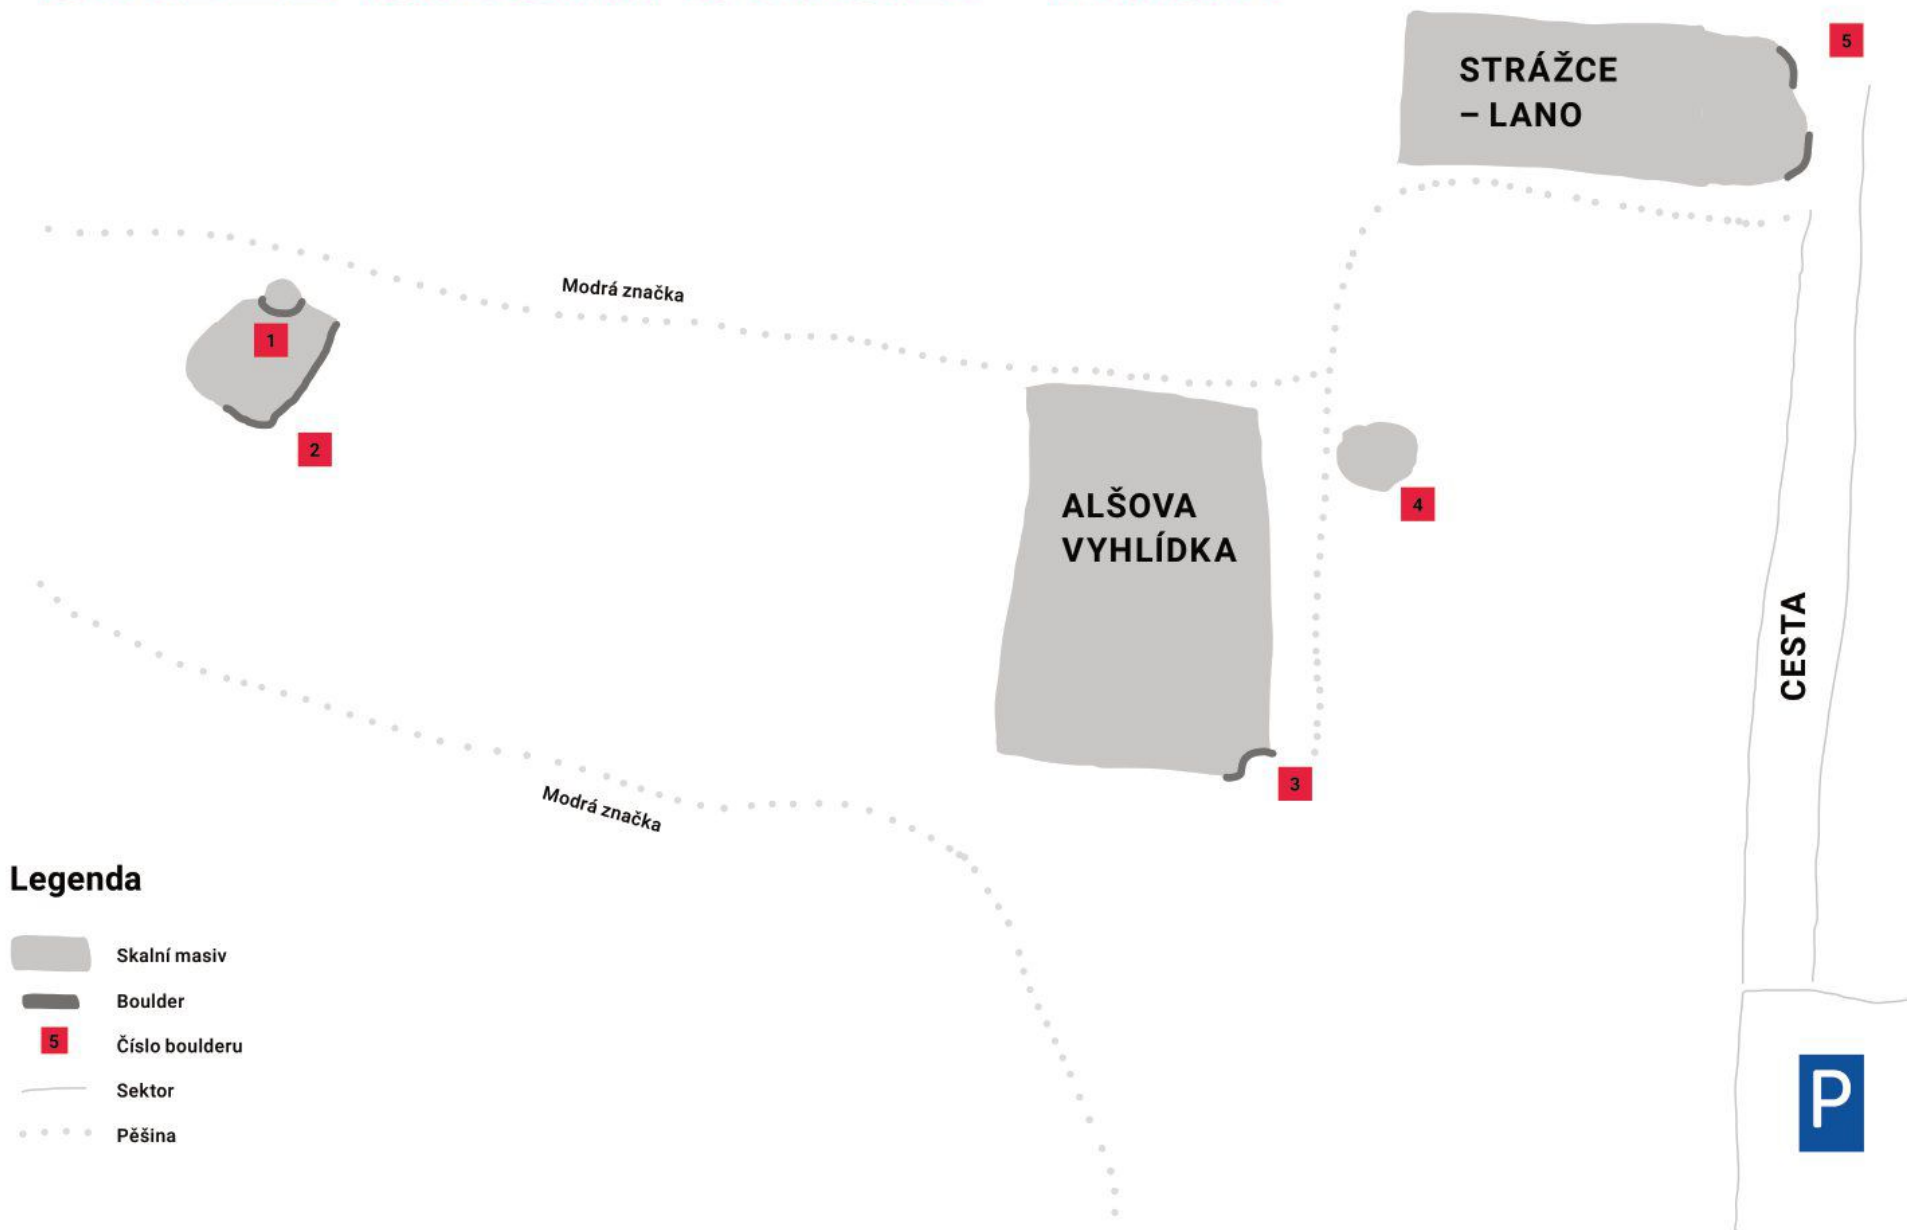 5
STRÁŽCE
– LANO
Modrá značka
1
2
ALŠOVA
VYHLÍDKA
4
CESTA
3
Modrá značka
Legenda
Skalní masiv
Boulder
5 Číslo boulderu
Sektor
Pěšina
P